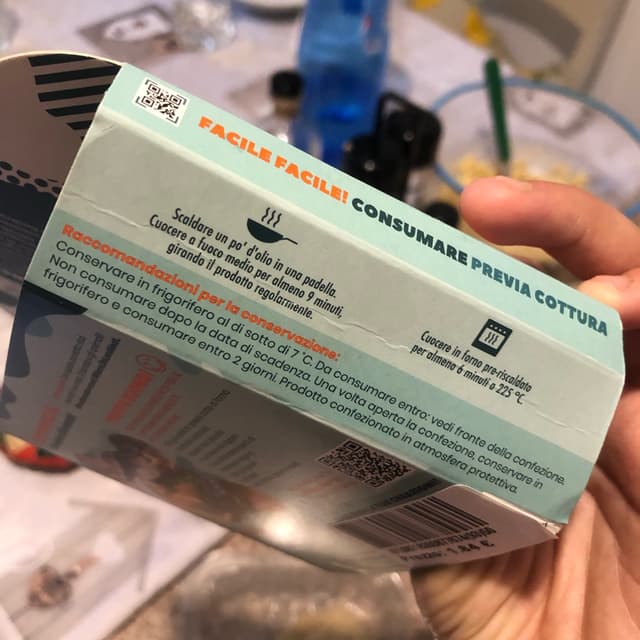 FACILE FACILE! CONSUMARE PREVIA COTTURA
Scaldare un po' d'olio in una padella.
Cuocere a fuoco medio per almeno 9 minuti,
girando il prodotto regolarmente.
Cuocere in forno pre-riscaldato
per almeno 6 minuti a 225 °C
Raccomandazioni per la conservazione:
Conservare in frigorifero al di sotto di 7°C. Da consumare entro: vedi fronte della confezione.
Non consumare dopo la data di scadenza. Una volta aperta la confezione, conservare in
frigorifero e consumare entro 2 giorni. Prodotto confezionato in atmosfera protettiva.
1.84 €